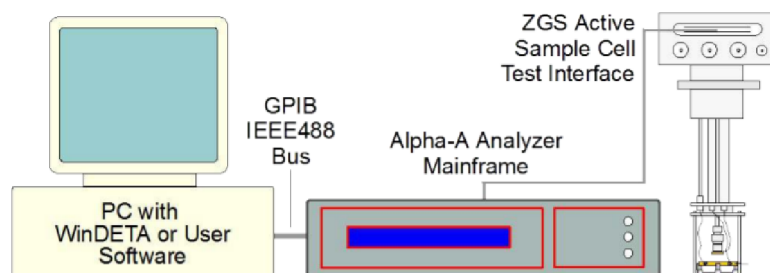 ZGS Active
Sample Cell
Test Interface
GPIB
IEEE488
Bus
Alpha-A Analyzer
Mainframe
PC with
WinDETA or User
Software